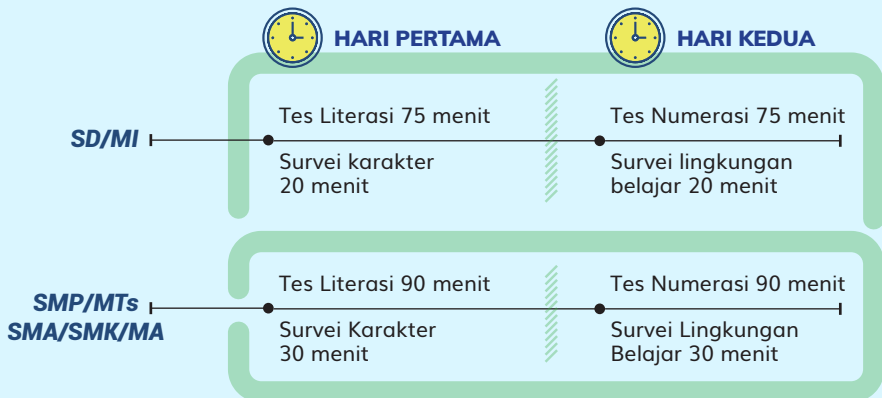 HARI PERTAMA
HARI KEDUA
SD/MI
Tes Literasi 75 menit
Survei karakter
20 menit
Tes Numerasi 75 menit
Survei lingkungan
belajar 20 menit
SMP/MTs
SMA/SMK/MA
Tes Literasi 90 menit
Survei Karakter
30 menit
Tes Numerasi 90 menit
Survei Lingkungan
Belajar 30 menit